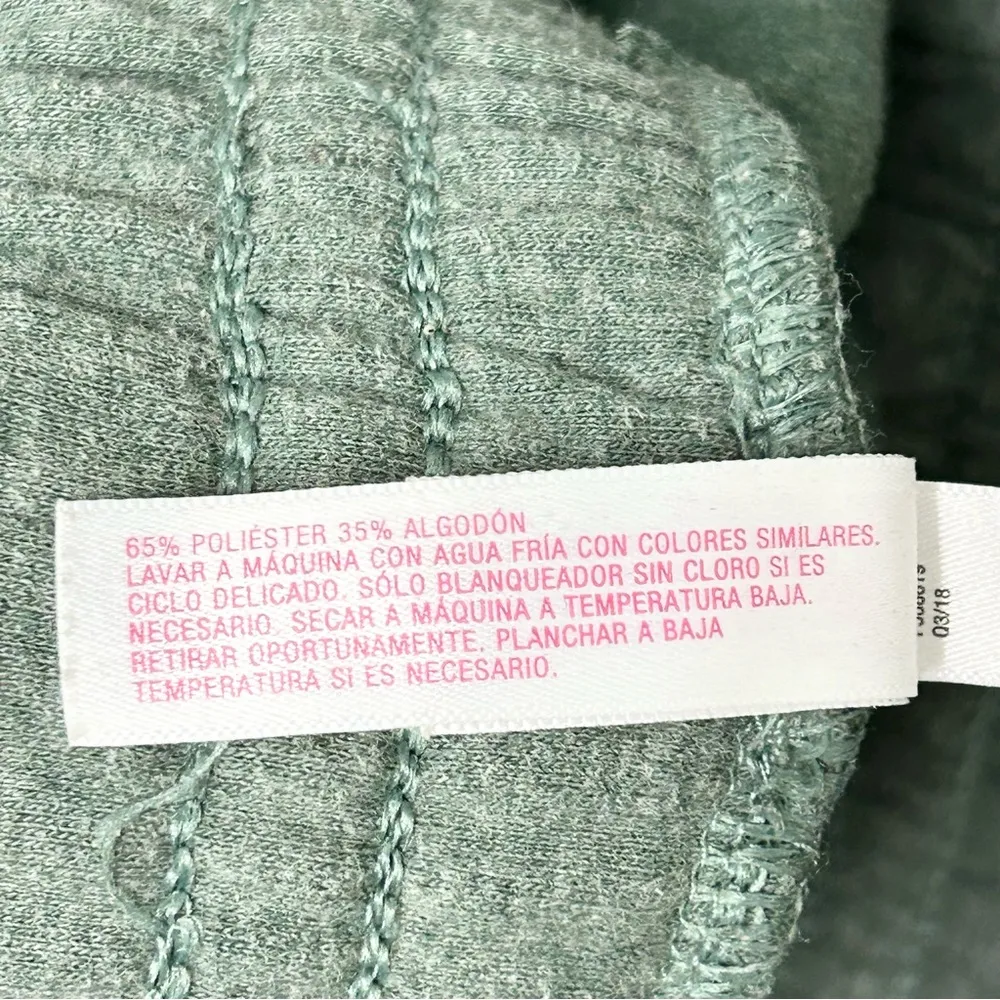 65% POLIÉSTER 35% ALGODÓN
LAVAR A MÁQUINA CON AGUA FRÍA CON COLORES SIMILARES.
CICLO DELICADO. SÓLO BLANQUEADOR SIN CLORO SI ES
NECESARIO. SECAR A MÁQUINA A TEMPERATURA BAJA.
RETIRAR OPORTUNAMENTE. PLANCHAR A BAJA
TEMPERATURA SI ES NECESARIO.
03/18